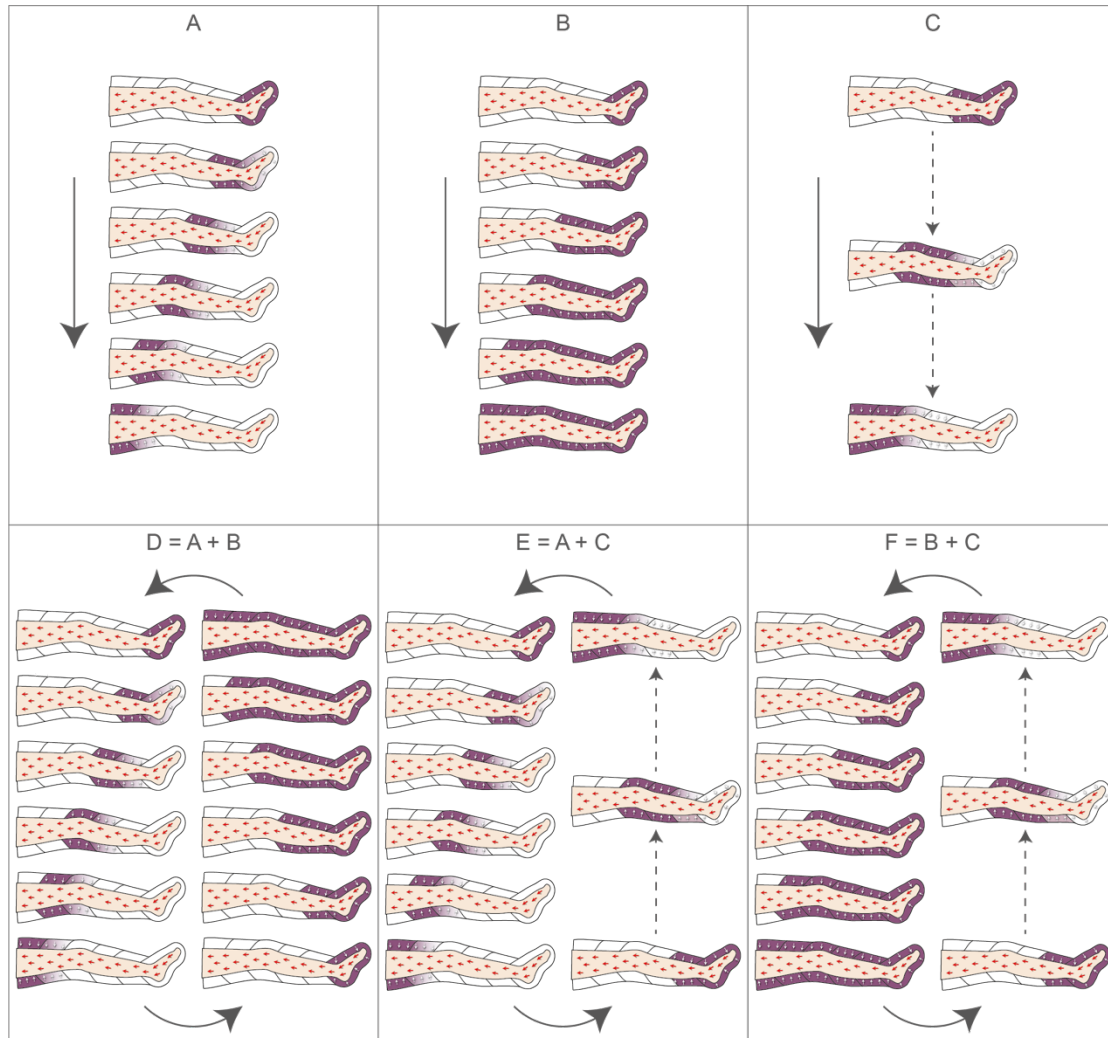 A
B
C
D = A + B
E = A + C
F = B + C